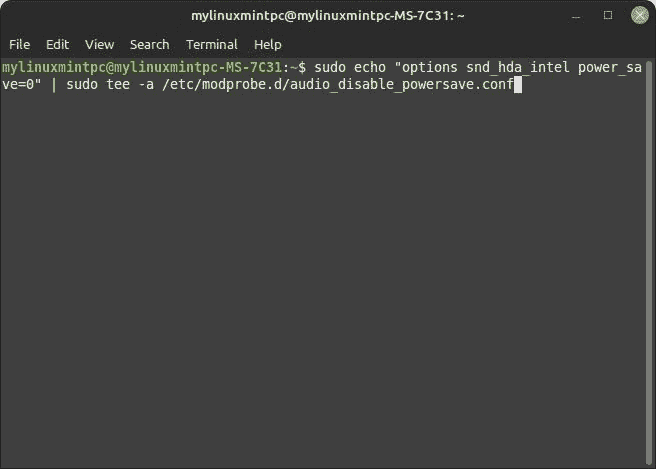 mylinuxmintpc@mylinuxmintpc-MS-7C31: ~
File Edit View Search Terminal Help
mylinuxmintpc@mylinuxmintpc-MS-7C31:~$ sudo echo "options snd_hda_intel power_sa
ve=0" | sudo tee -a /etc/modprobe.d/audio_disable_powersave.conf